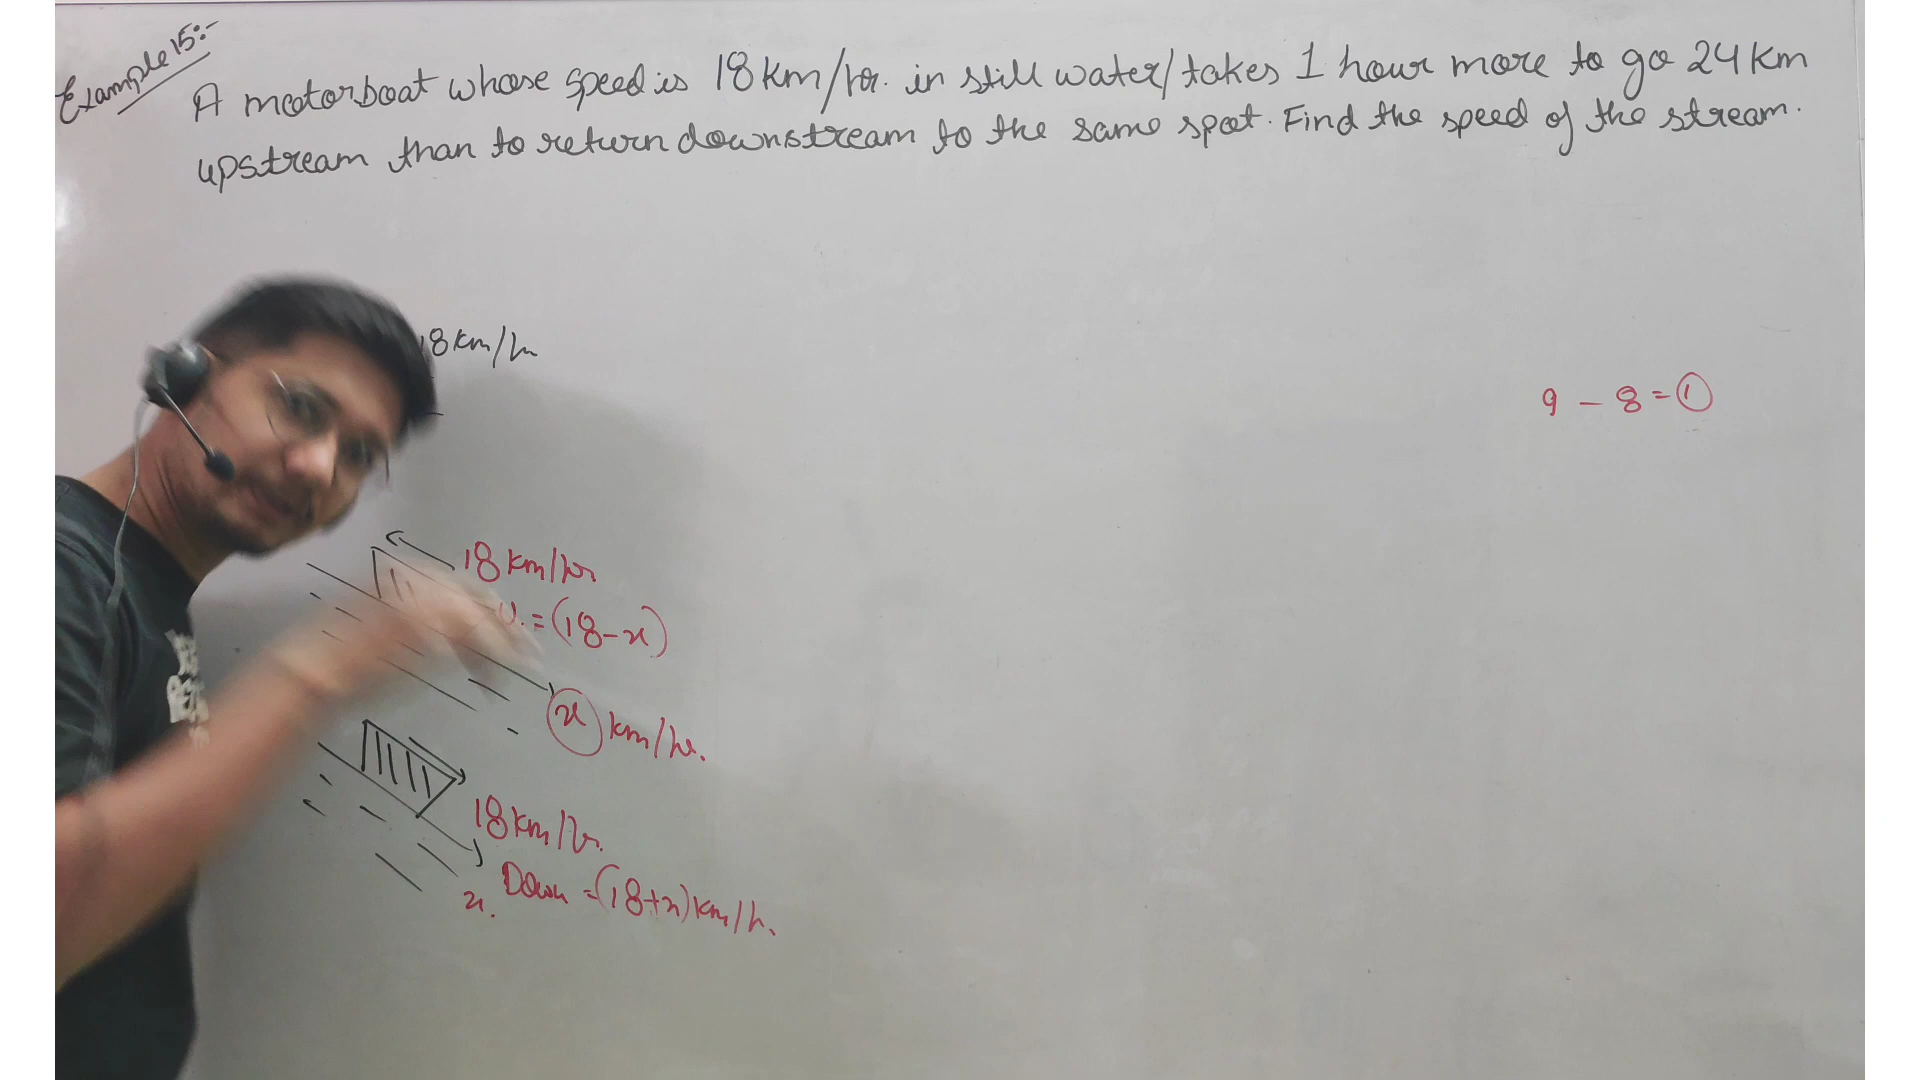 Example 15:-
A motorboat whose speed is 18 km/hr. in still water/takes 1 hour more to go 24 km
upstream than to return downstream to the same spot. Find the speed of the stream.
18 km/h
9 - 8 = 1
18 km/hr
= (18-x)
x km/hr.
18 km/hr.
Down = (18+x) km/h.
x.